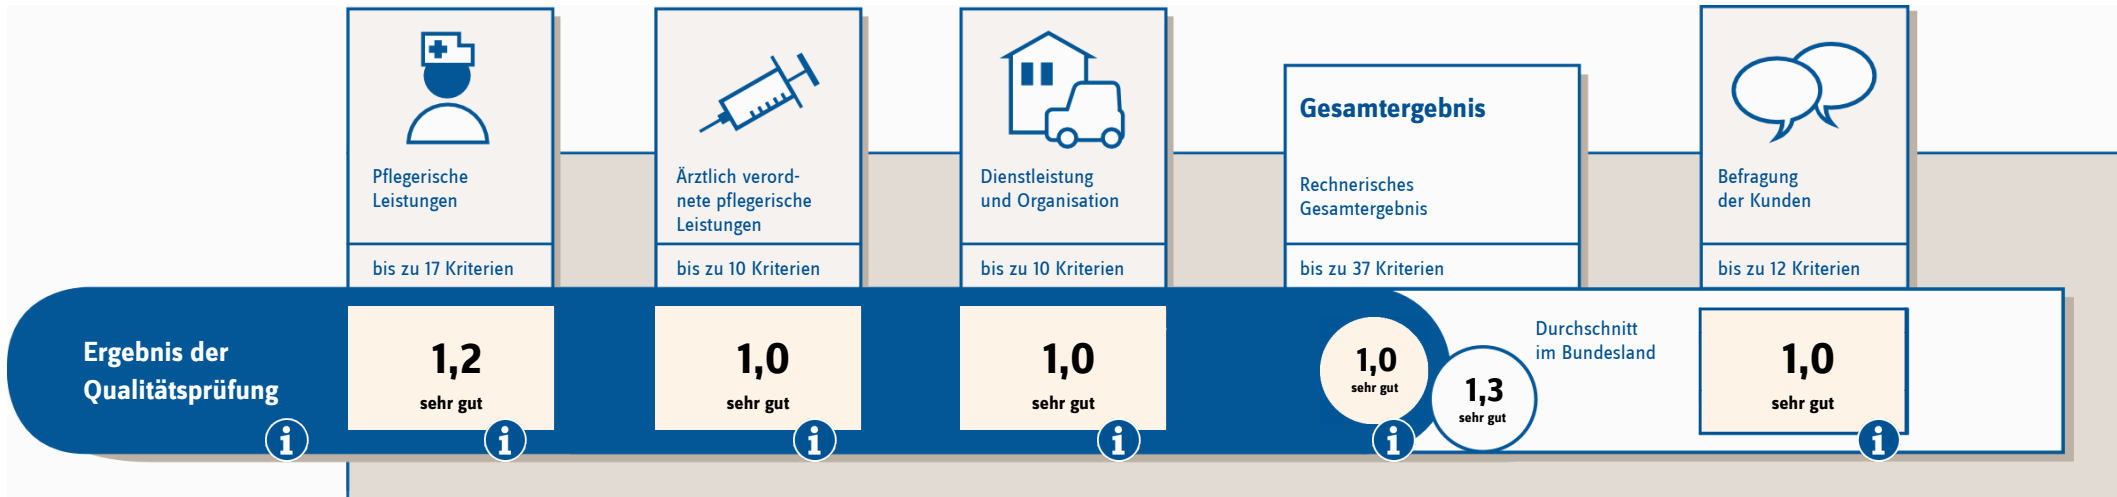 Pflegerische
Leistungen
bis zu 17 Kriterien
Ärztlich verord-
nete pflegerische
Leistungen
bis zu 10 Kriterien
Dienstleistung
und Organisation
bis zu 10 Kriterien
Gesamtergebnis
Rechnerisches
Gesamtergebnis
bis zu 37 Kriterien
Befragung
der Kunden
bis zu 12 Kriterien
Ergebnis der
Qualitätsprüfung
i
1,2
sehr gut
i
1,0
sehr gut
i
1,0
sehr gut
i
1,0
sehr gut
i
1,3
sehr gut
Durchschnitt
im Bundesland
1,0
sehr gut
i